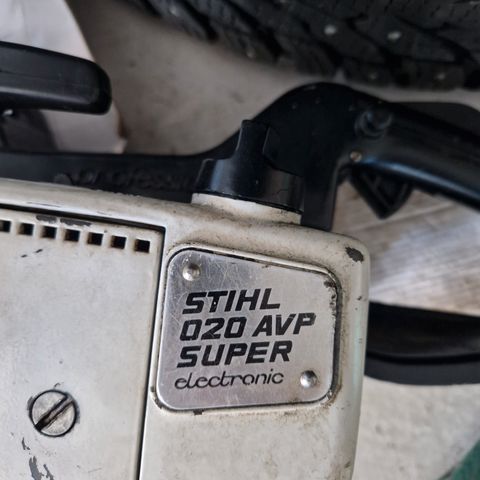 STIHL
020 AVP
SUPER
electronic